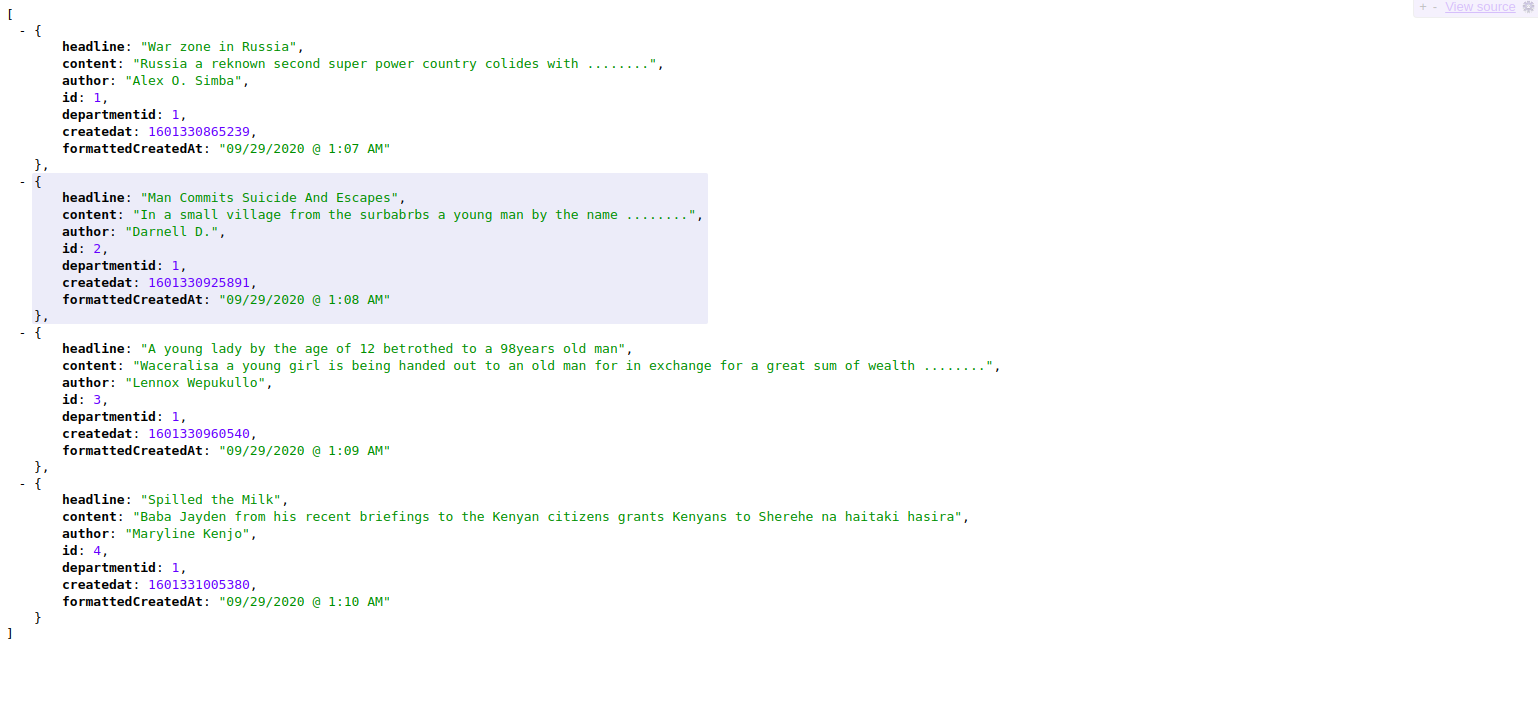 + - View source
[
- {
headline: "War zone in Russia",
content: "Russia a reknown second super power country colides with ........",
author: "Alex O. Simba",
id: 1,
departmentid: 1,
createdat: 1601330865239,
formattedCreatedAt: "09/29/2020 @ 1:07 AM"
},
- {
headline: "Man Commits Suicide And Escapes",
content: "In a small village from the surbabrbs a young man by the name ........",
author: "Darnell D.",
id: 2,
departmentid: 1,
createdat: 1601330925891,
formattedCreatedAt: "09/29/2020 @ 1:08 AM"
},
- {
headline: "A young lady by the age of 12 betrothed to a 98years old man",
content: "Waceralisa a young girl is being handed out to an old man for in exchange for a great sum of wealth ........",
author: "Lennox Wepukullo",
id: 3,
departmentid: 1,
createdat: 1601330960540,
formattedCreatedAt: "09/29/2020 @ 1:09 AM"
},
- {
headline: "Spilled the Milk",
content: "Baba Jayden from his recent briefings to the Kenyan citizens grants Kenyans to Sherehe na haitaki hasira",
author: "Maryline Kenjo",
id: 4,
departmentid: 1,
createdat: 1601331005380,
formattedCreatedAt: "09/29/2020 @ 1:10 AM"
}
]